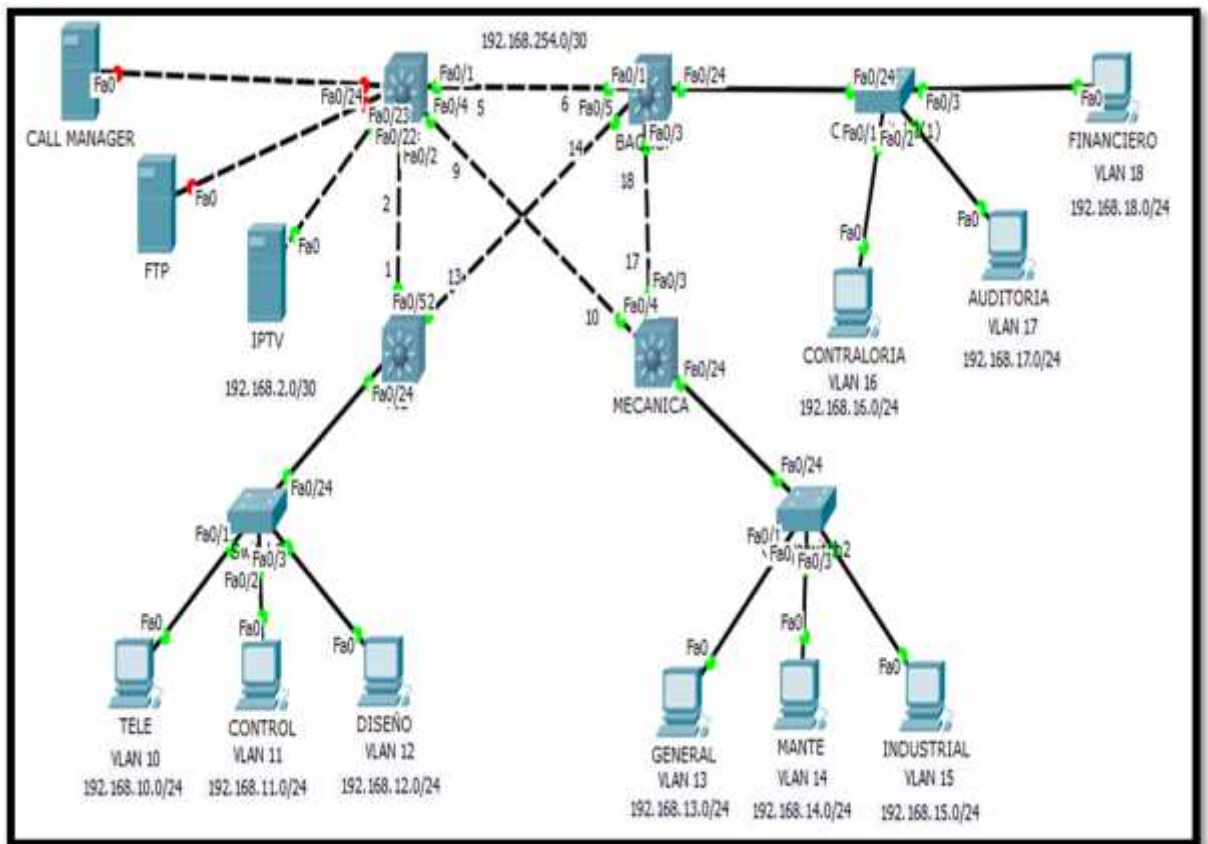 192.168.254.0/30
Fa0
CALL MANAGER
Fa0/24
Fa0/23
Fa0/22
Fa0/2
Fa0/1
Fa0/4
5
9
2
1
Fa0
FTP
Fa0
IPTV
192.168.2.0/30
Fa0/1
Fa0/5
6
14
18
Fa0/3
Fa0/24
Fa0/24
Fa0/1
Fa0/2
Fa0/3
Fa0
FINANCIERO
VLAN 18
192.168.18.0/24
Fa0
AUDITORIA
VLAN 17
192.168.17.0/24
Fa0
CONTRALORIA
VLAN 16
192.168.16.0/24
13
17
10
Fa0/3
Fa0/4
Fa0/24
MECANICA
Fa0/52
Fa0/24
Fa0/24
Fa0/1
Fa0/2
Fa0/3
Fa0
TELE
VLAN 10
192.168.10.0/24
Fa0
CONTROL
VLAN 11
192.168.11.0/24
Fa0
DISEÑO
VLAN 12
192.168.12.0/24
Fa0/24
Fa0/1
Fa0/3
Fa0
GENERAL
VLAN 13
192.168.13.0/24
Fa0
MANTE
VLAN 14
192.168.14.0/24
Fa0
INDUSTRIAL
VLAN 15
192.168.15.0/24